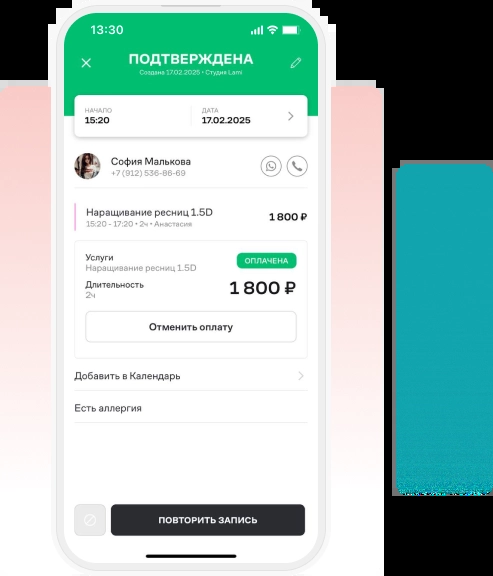 13:30
ПОДТВЕРЖДЕНА
Создана 17.02.2025 • Студия Lami
НАЧАЛО
15:20
ДАТА
17.02.2025
София Малькова
+7 (912) 536-86-69
Наращивание ресниц 1.5D
1 800 ₽
15:20 - 17:20 • 2ч • Анастасия
Услуги
Наращивание ресниц 1.5D
ОПЛАЧЕНА
Длительность
2ч
1 800 ₽
Отменить оплату
Добавить в Календарь
Есть аллергия
ПОВТОРИТЬ ЗАПИСЬ